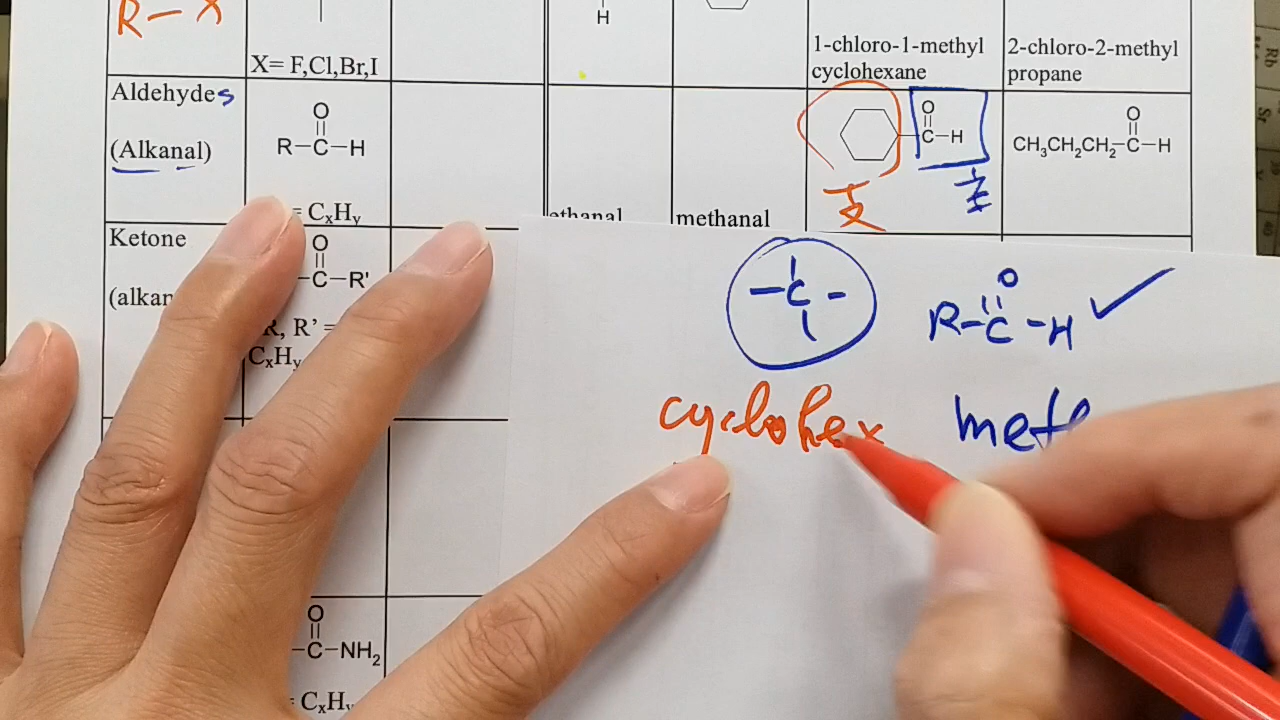 R-X
X= F,Cl,Br,I
H
1-chloro-1-methyl
cyclohexane
2-chloro-2-methyl
propane
Aldehydes
(Alkanal)
O
R-C-H
= CxHy
ethanal
methanal
O
C-H
支
主
O
CH3CH2CH2-C-H
Ketone
(alkan
O
-C-R'
R, R' =
CxHy
-C-
O
R-C-H
cyclohex
O
-C-NH2
= CxHy